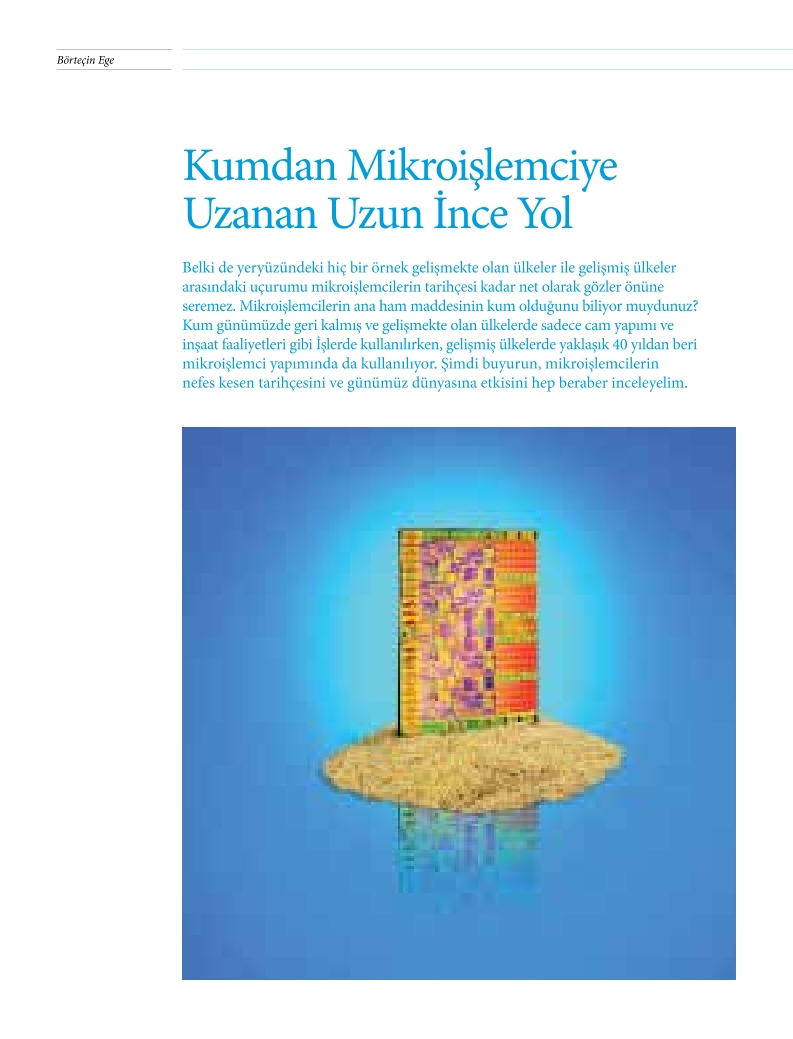 Börteçin Ege
Kumdan Mikroişlemciye
Uzanan Uzun İnce Yol
Belki de yeryüzündeki hiç bir örnek gelişmekte olan ülkeler ile gelişmiş ülkeler
arasındaki uçurumu mikroişlemcilerin tarihçesi kadar net olarak gözler önüne
seremez. Mikroişlemcilerin ana ham maddesinin kum olduğunu biliyor muydunuz?
Kum günümüzde geri kalmış ve gelişmekte olan ülkelerde sadece cam yapımı ve
inşaat faaliyetleri gibi İşlerde kullanılırken, gelişmiş ülkelerde yaklaşık 40 yıldan beri
mikroişlemci yapımında da kullanılıyor. Şimdi buyurun, mikroişlemcilerin
nefes kesen tarihçesini ve günümüz dünyasına etkisini hep beraber inceleyelim.